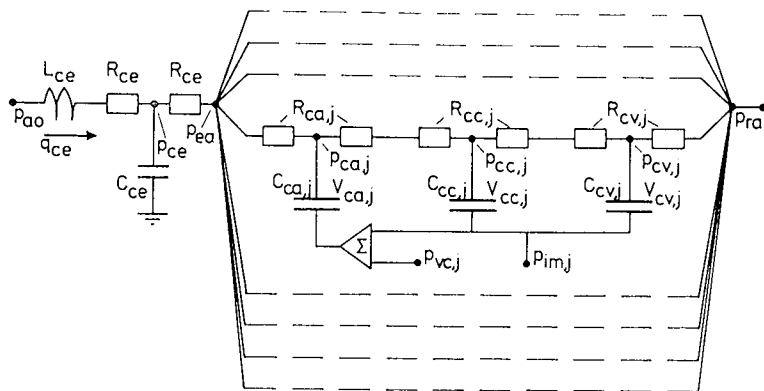 L_ce
R_ce
R_ce
p_ao
q_ce
p_ce
p_ea
C_ce
R_ca,j
R_cc,j
R_cv,j
p_ra
p_ca,j
p_cc,j
p_cv,j
C_ca,j
V_ca,j
C_cc,j
V_cc,j
C_cv,j
V_cv,j
Σ
p_vc,j
p_im,j